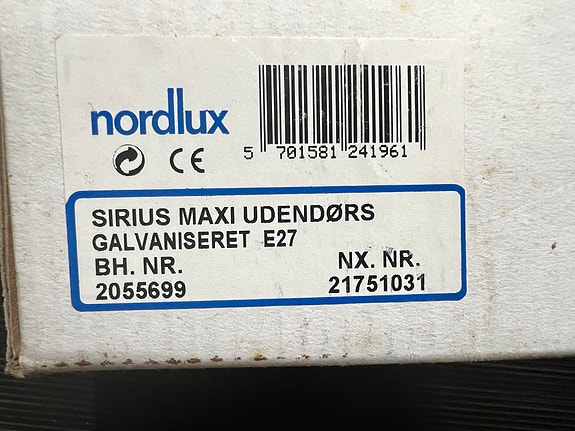 nordlux
5 701581 241961
CE
SIRIUS MAXI UDENDØRS
GALVANISERET E27
BH. NR. NX. NR.
2055699 21751031